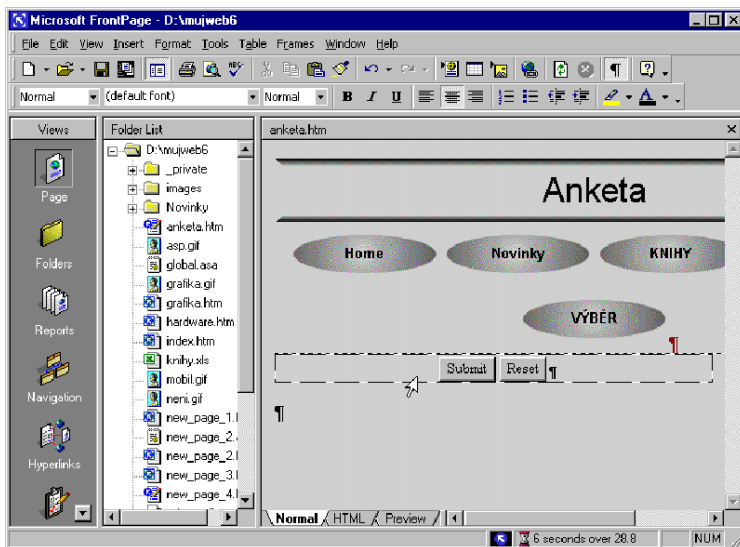 Microsoft FrontPage - D:\mujweb6
File Edit View Insert Format Tools Table Frames Window Help
Normal (default font) Normal B I U A
Views
Folder List
anketa.htm
Page
Folders
Reports
Navigation
Hyperlinks
D:\mujweb6
_private
images
Novinky
anketa.htm
asp.gif
global.asa
grafika.gif
grafika.htm
hardware.htm
index.htm
knihy.xls
mobil.gif
neni.gif
new_page_1.l
new_page_2.
new_page_2.l
new_page_3.l
new_page_4.l
Anketa
Home Novinky KNIHY
VÝBĚR
¶
Submit Reset ¶
¶
Normal HTML Preview
6 seconds over 28.8 NUM